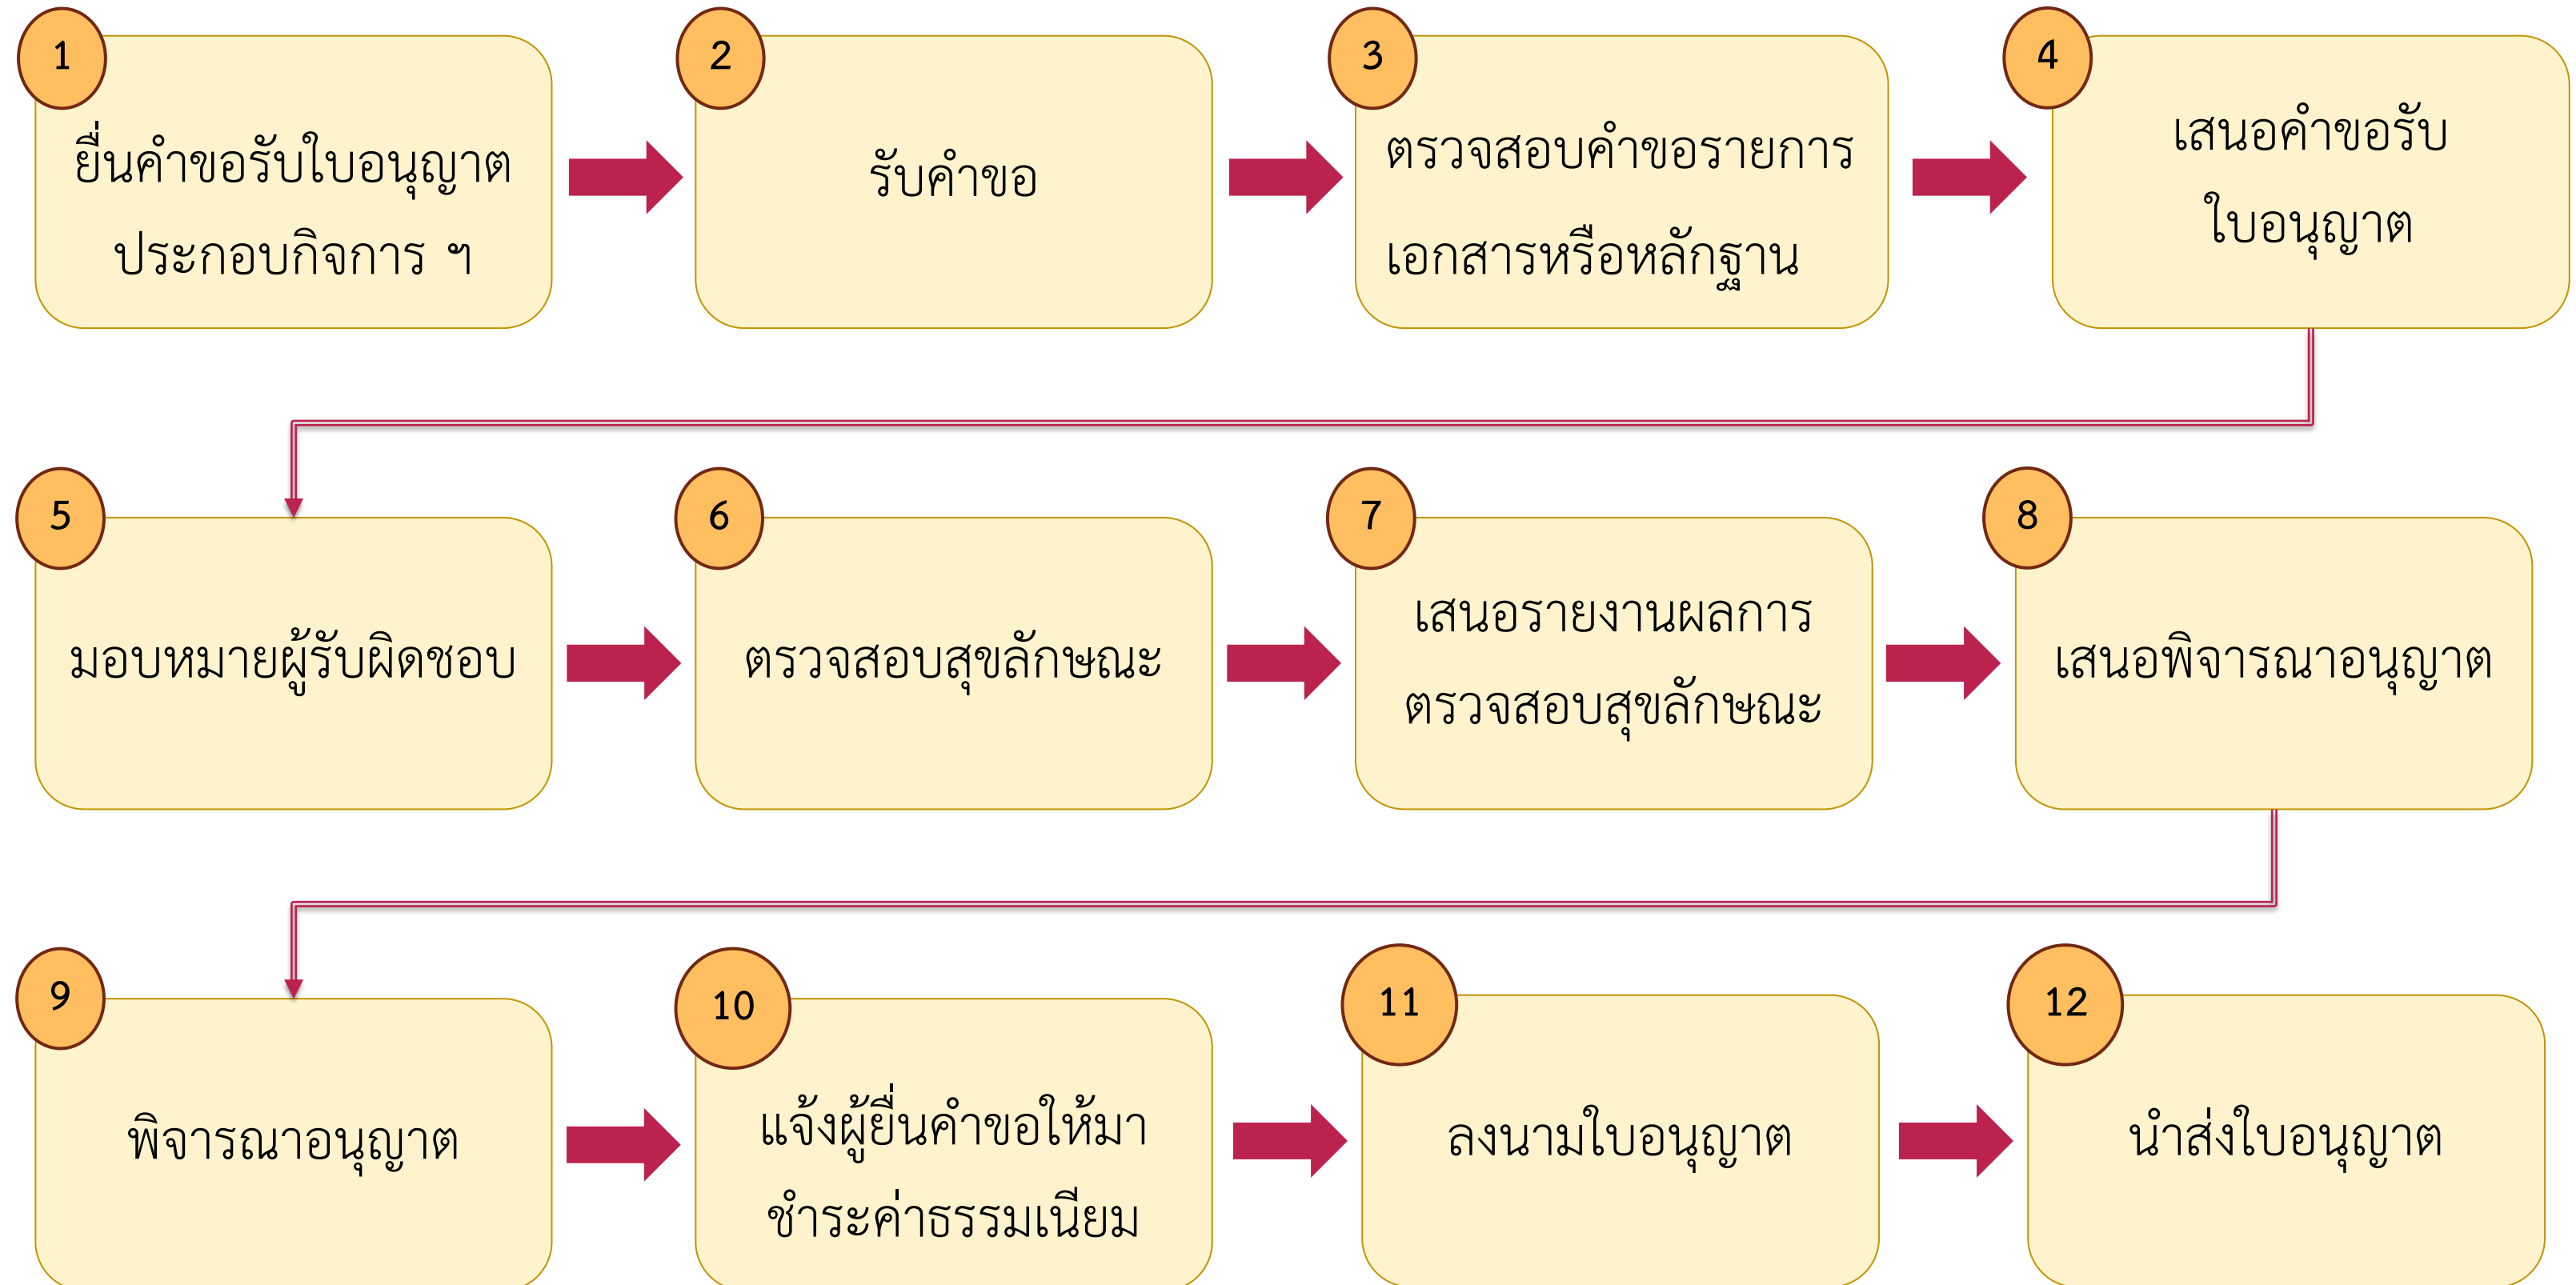 1
ยื่นคำขอรับใบอนุญาต
ประกอบกิจการ ฯ
2
รับคำขอ
3
ตรวจสอบคำขอรายการ
เอกสารหรือหลักฐาน
4
เสนอคำขอรับ
ใบอนุญาต
5
มอบหมายผู้รับผิดชอบ
6
ตรวจสอบสุขลักษณะ
7
เสนอรายงานผลการ
ตรวจสอบสุขลักษณะ
8
เสนอพิจารณาอนุญาต
9
พิจารณาอนุญาต
10
แจ้งผู้ยื่นคำขอให้มา
ชำระค่าธรรมเนียม
11
ลงนามใบอนุญาต
12
นำส่งใบอนุญาต